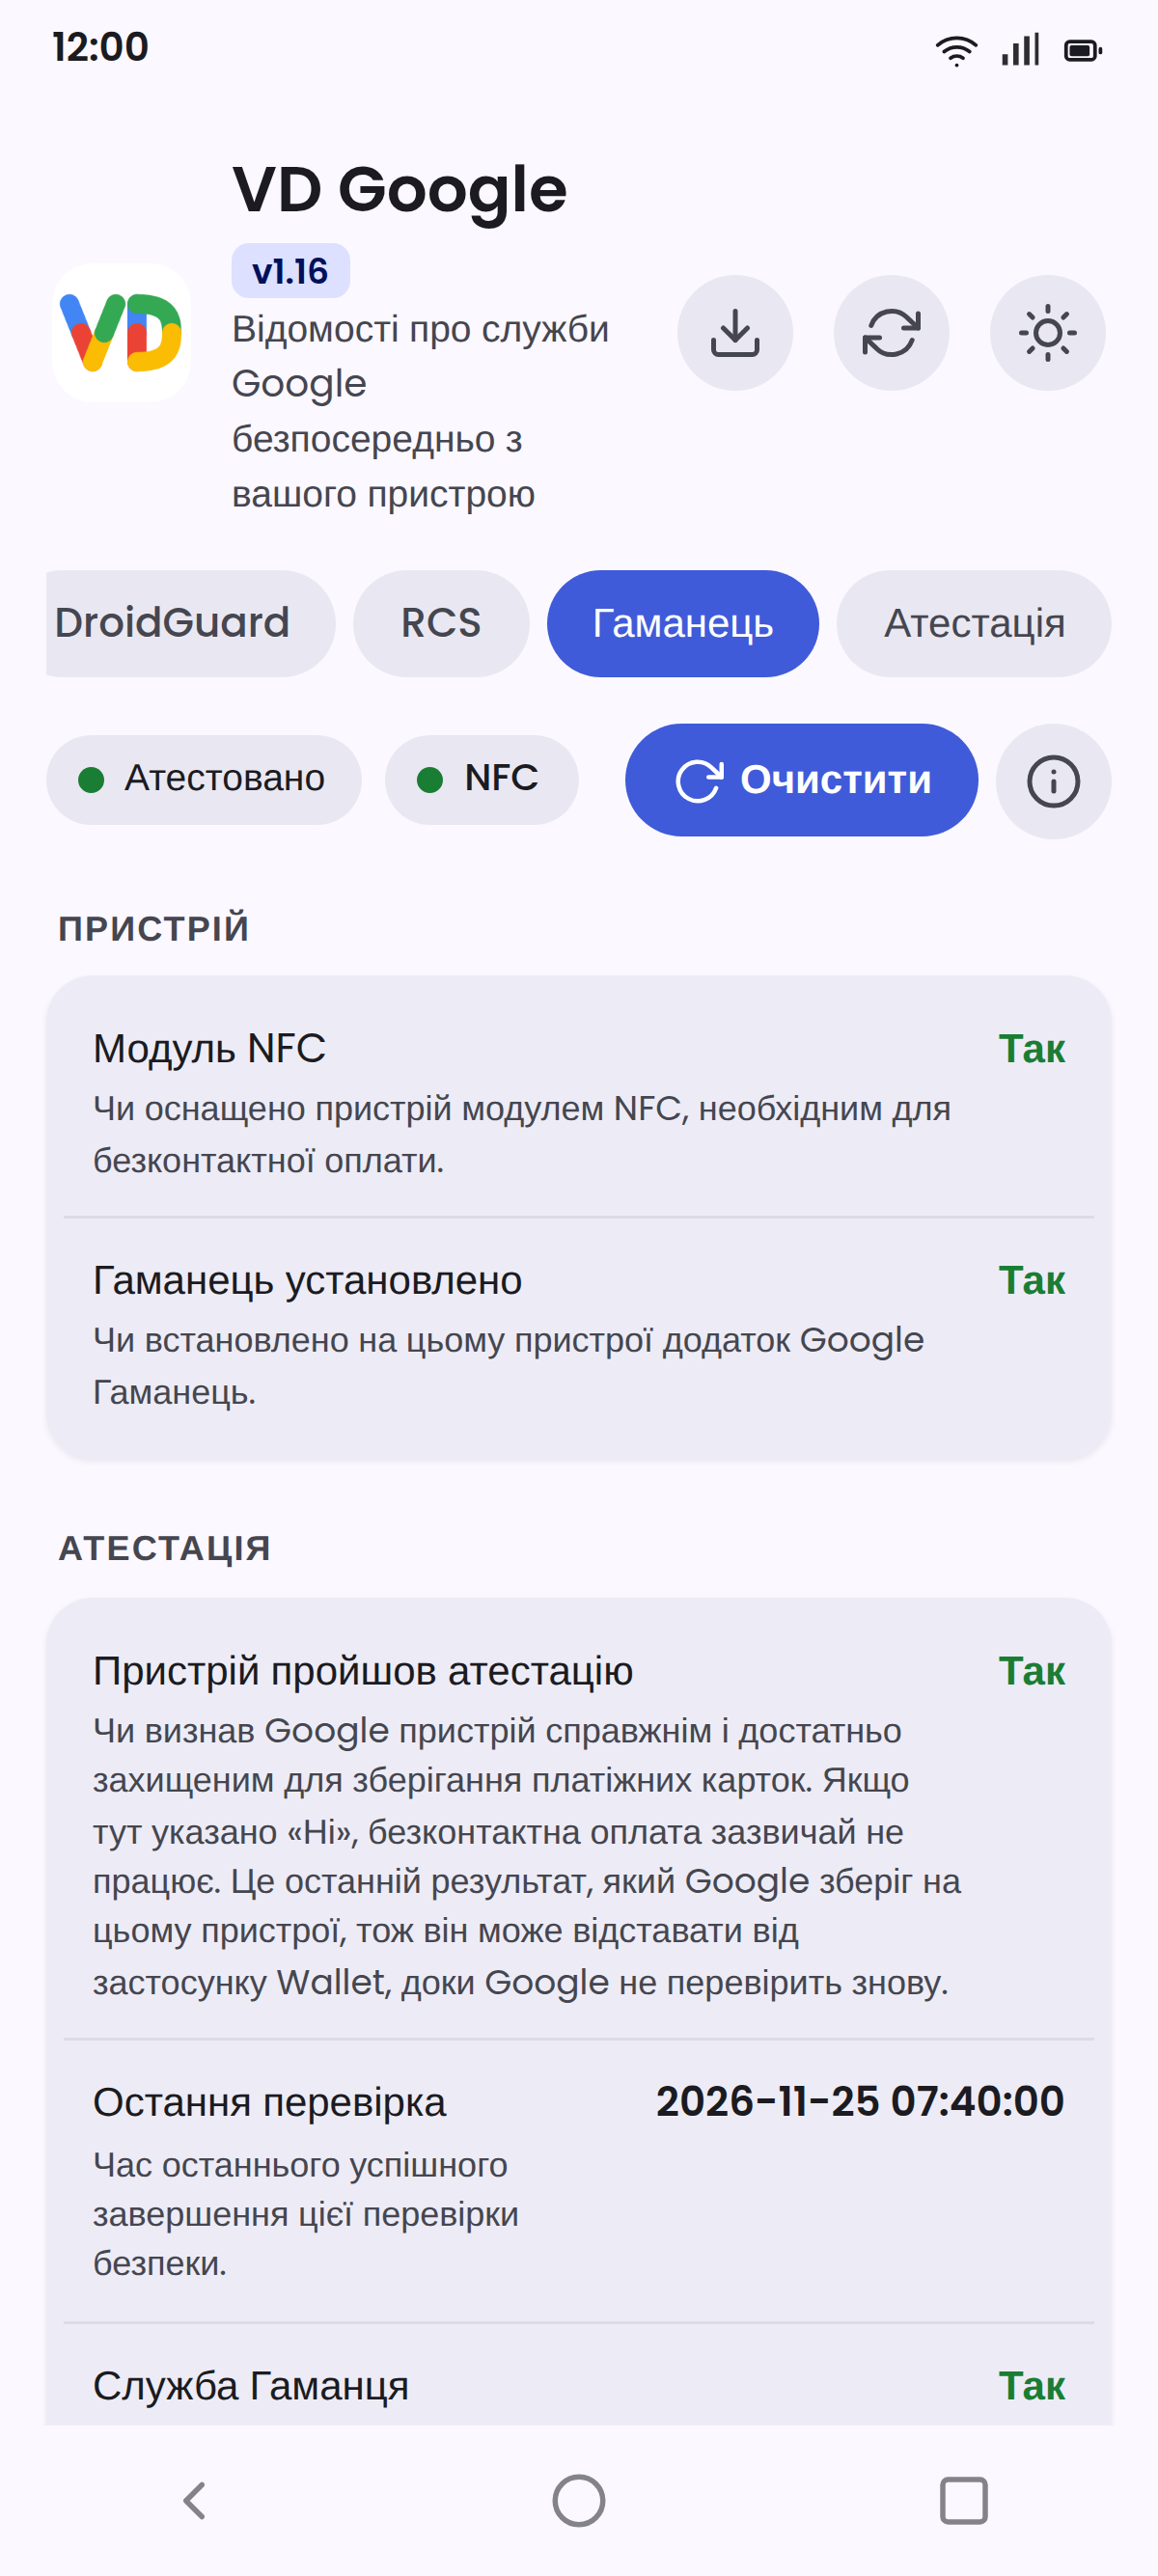 12:00
VD Google
v1.16
VD
Відомості про служби
Google
безпосередньо з
вашого пристрою
DroidGuard
RCS
Гаманець
Атестація
Атестовано
NFC
Очистити
ПРИСТРІЙ
Модуль NFC
Так
Чи оснащено пристрій модулем NFC, необхідним для
безконтактної оплати.
Гаманець установлено
Так
Чи встановлено на цьому пристрої додаток Google
Гаманець.
АТЕСТАЦІЯ
Пристрій пройшов атестацію
Так
Чи визнав Google пристрій справжнім і достатньо
захищеним для зберігання платіжних карток. Якщо
тут указано «Ні», безконтактна оплата зазвичай не
працює. Це останній результат, який Google зберіг на
цьому пристрої, тож він може відставати від
застосунку Wallet, доки Google не перевірить знову.
Остання перевірка
2026-11-25 07:40:00
Час останнього успішного
завершення цієї перевірки
безпеки.
Служба Гаманця
Так